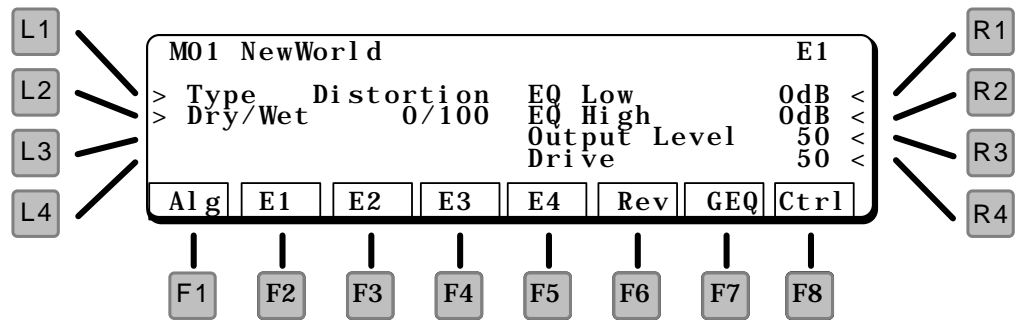 L1
L2
L3
L4
M01 NewWorld E1
> Type Distortion EQ Low 0dB <
> Dry/Wet 0/100 EQ High 0dB <
Output Level 50 <
Drive 50 <
Alg E1 E2 E3 E4 Rev GEQ Ctrl
R1
R2
R3
R4
F1 F2 F3 F4 F5 F6 F7 F8